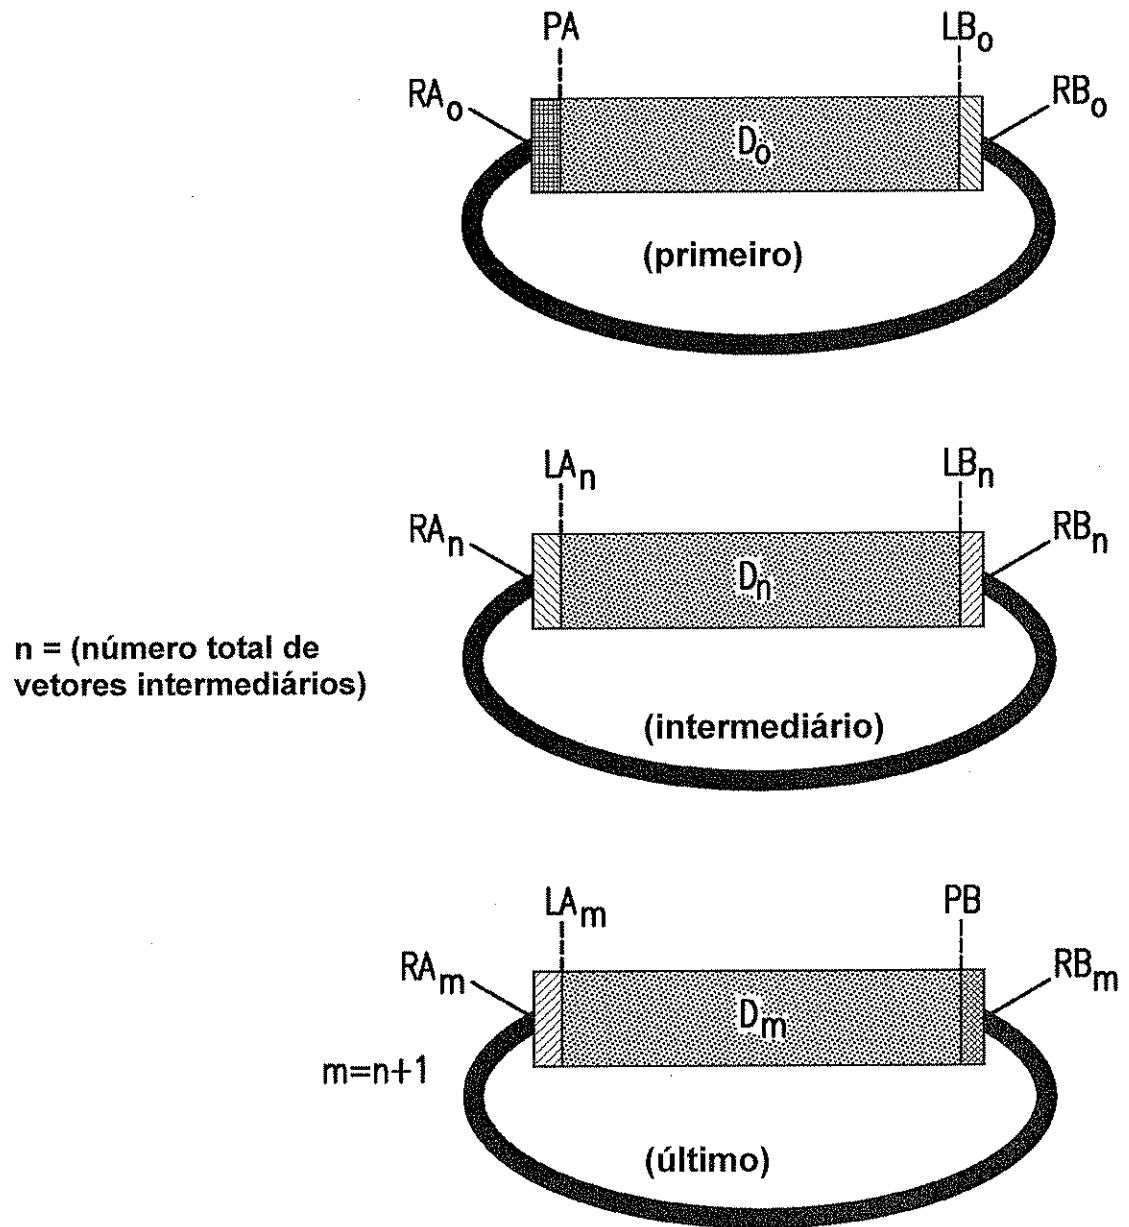 PA LB₀
RA₀ RB₀
D₀
(primeiro)
LAₙ LBₙ
RAₙ RBₙ
Dₙ
n = (número total de
vetores intermediários)
(intermediário)
LAₘ PB
RAₘ RBₘ
Dₘ
m=n+1
(último)